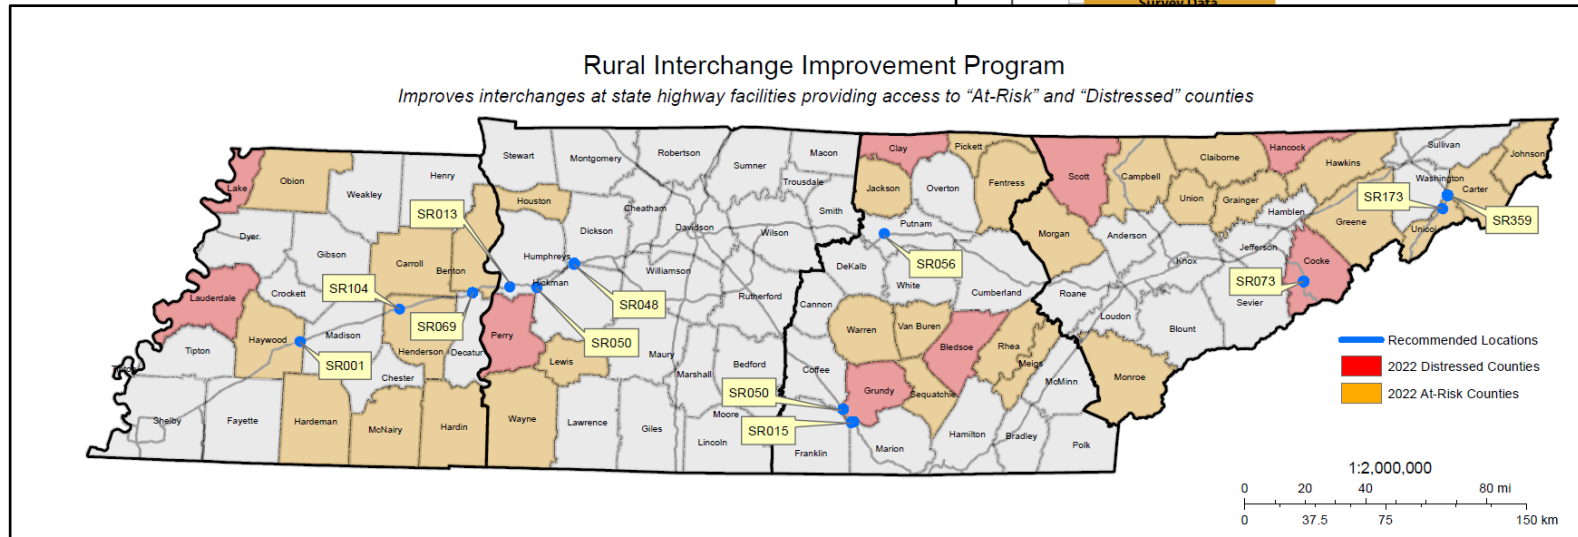 Survey Data
Rural Interchange Improvement Program
Improves interchanges at state highway facilities providing access to “At-Risk” and “Distressed” counties
Stewart
Montgomery
Robertson
Sumner
Macon
Clay
Pickett
Scott
Campbell
Claiborne
Hancock
Hawkins
Sullivan
Johnson
Lake
Obion
Weakley
Henry
Houston
Cheatham
Trousdale
Smith
Jackson
Overton
Fentress
Union
Grainger
Hamblen
Washington
Carter
SR013
SR173
SR359
Dyer
Gibson
Carroll
Benton
Dickson
Davidson
Wilson
Putnam
Morgan
Anderson
Jefferson
Greene
Unicoi
Humphreys
Williamson
DeKalb
SR056
Knox
Cocke
Lauderdale
Crockett
SR104
Hickman
SR048
Rutherford
Cannon
White
Cumberland
Roane
Loudon
Sevier
SR073
Haywood
Madison
SR069
Perry
SR050
Warren
Van Buren
Blount
Tipton
Tipton
SR001
Henderson
Decatur
Lewis
Maury
Bedford
Coffee
Bledsoe
Rhea
Meigs
McMinn
Monroe
Chester
Marshall
Grundy
Sequatchie
Shelby
Fayette
Hardeman
McNairy
Hardin
Wayne
Lawrence
Giles
Moore
Lincoln
SR050
SR015
Franklin
Marion
Hamilton
Bradley
Polk
Recommended Locations
2022 Distressed Counties
2022 At-Risk Counties
1:2,000,000
0 20 40 80 mi
0 37.5 75 150 km